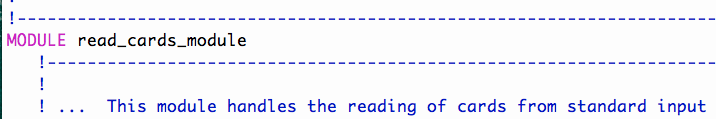 !
!----------------------------------------------------------------------
MODULE read_cards_module
!-------------------------------------------------------------------
!
! ... This module handles the reading of cards from standard input